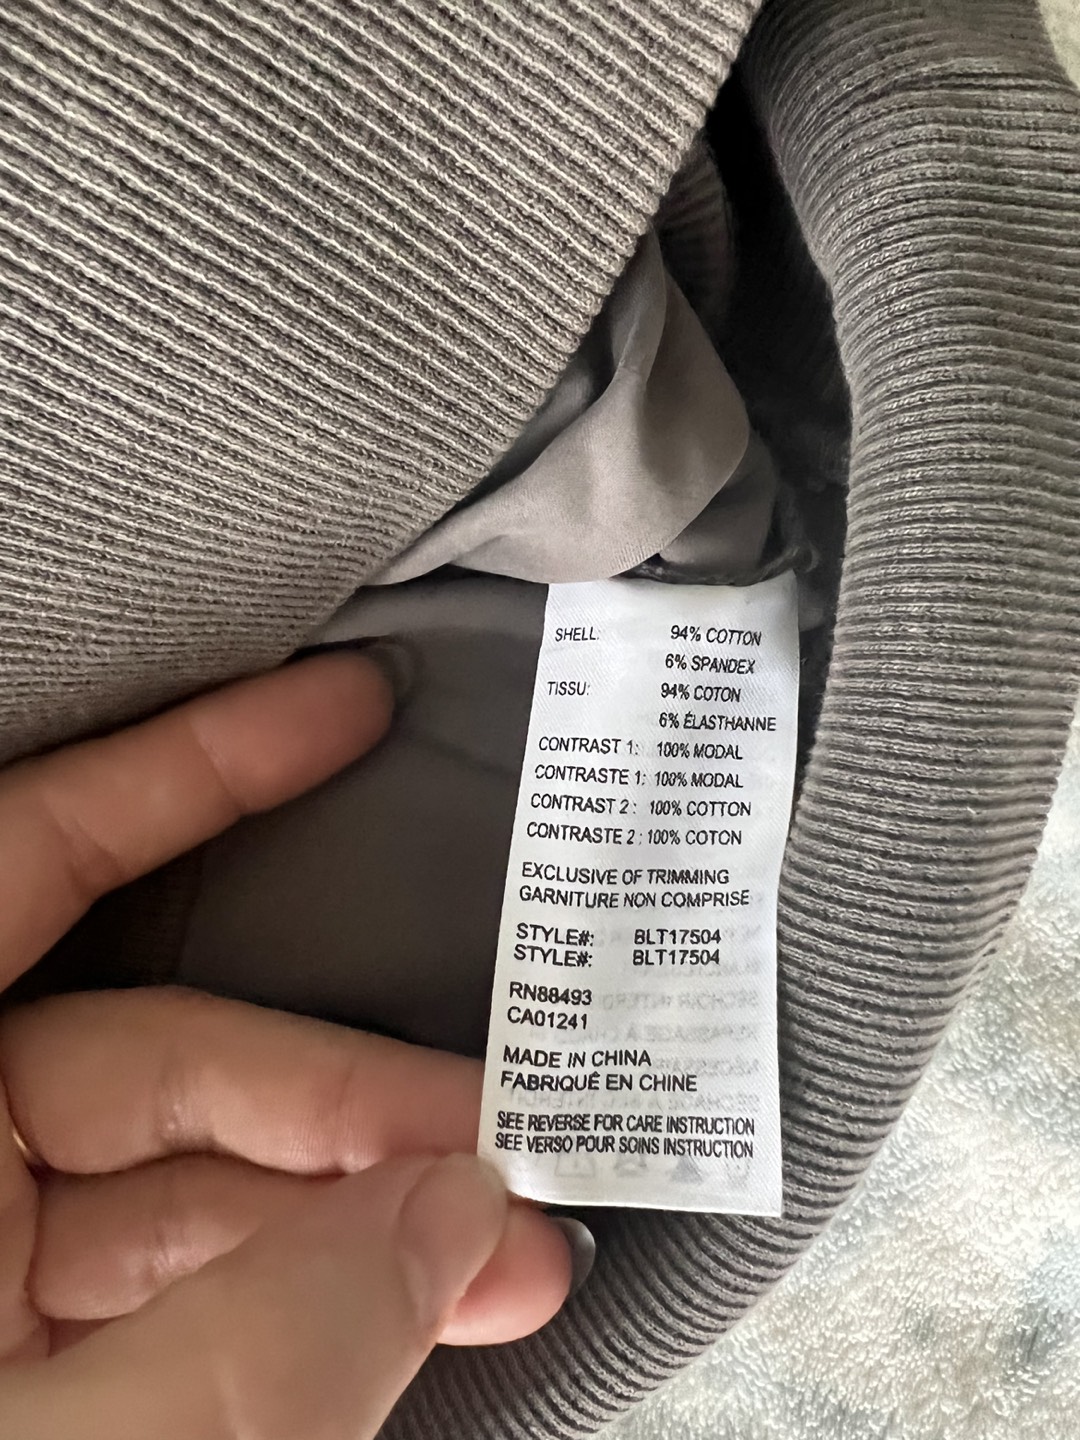 SHELL: 94% COTTON
6% SPANDEX
TISSU: 94% COTON
6% ÉLASTHANNE
CONTRAST 1: 100% MODAL
CONTRASTE 1: 100% MODAL
CONTRAST 2: 100% COTTON
CONTRASTE 2: 100% COTON
EXCLUSIVE OF TRIMMING
GARNITURE NON COMPRISE
STYLE#: BLT17504
STYLE#: BLT17504
RN88493
CA01241
MADE IN CHINA
FABRIQUÉ EN CHINE
SEE REVERSE FOR CARE INSTRUCTION
SEE VERSO POUR SOINS INSTRUCTION